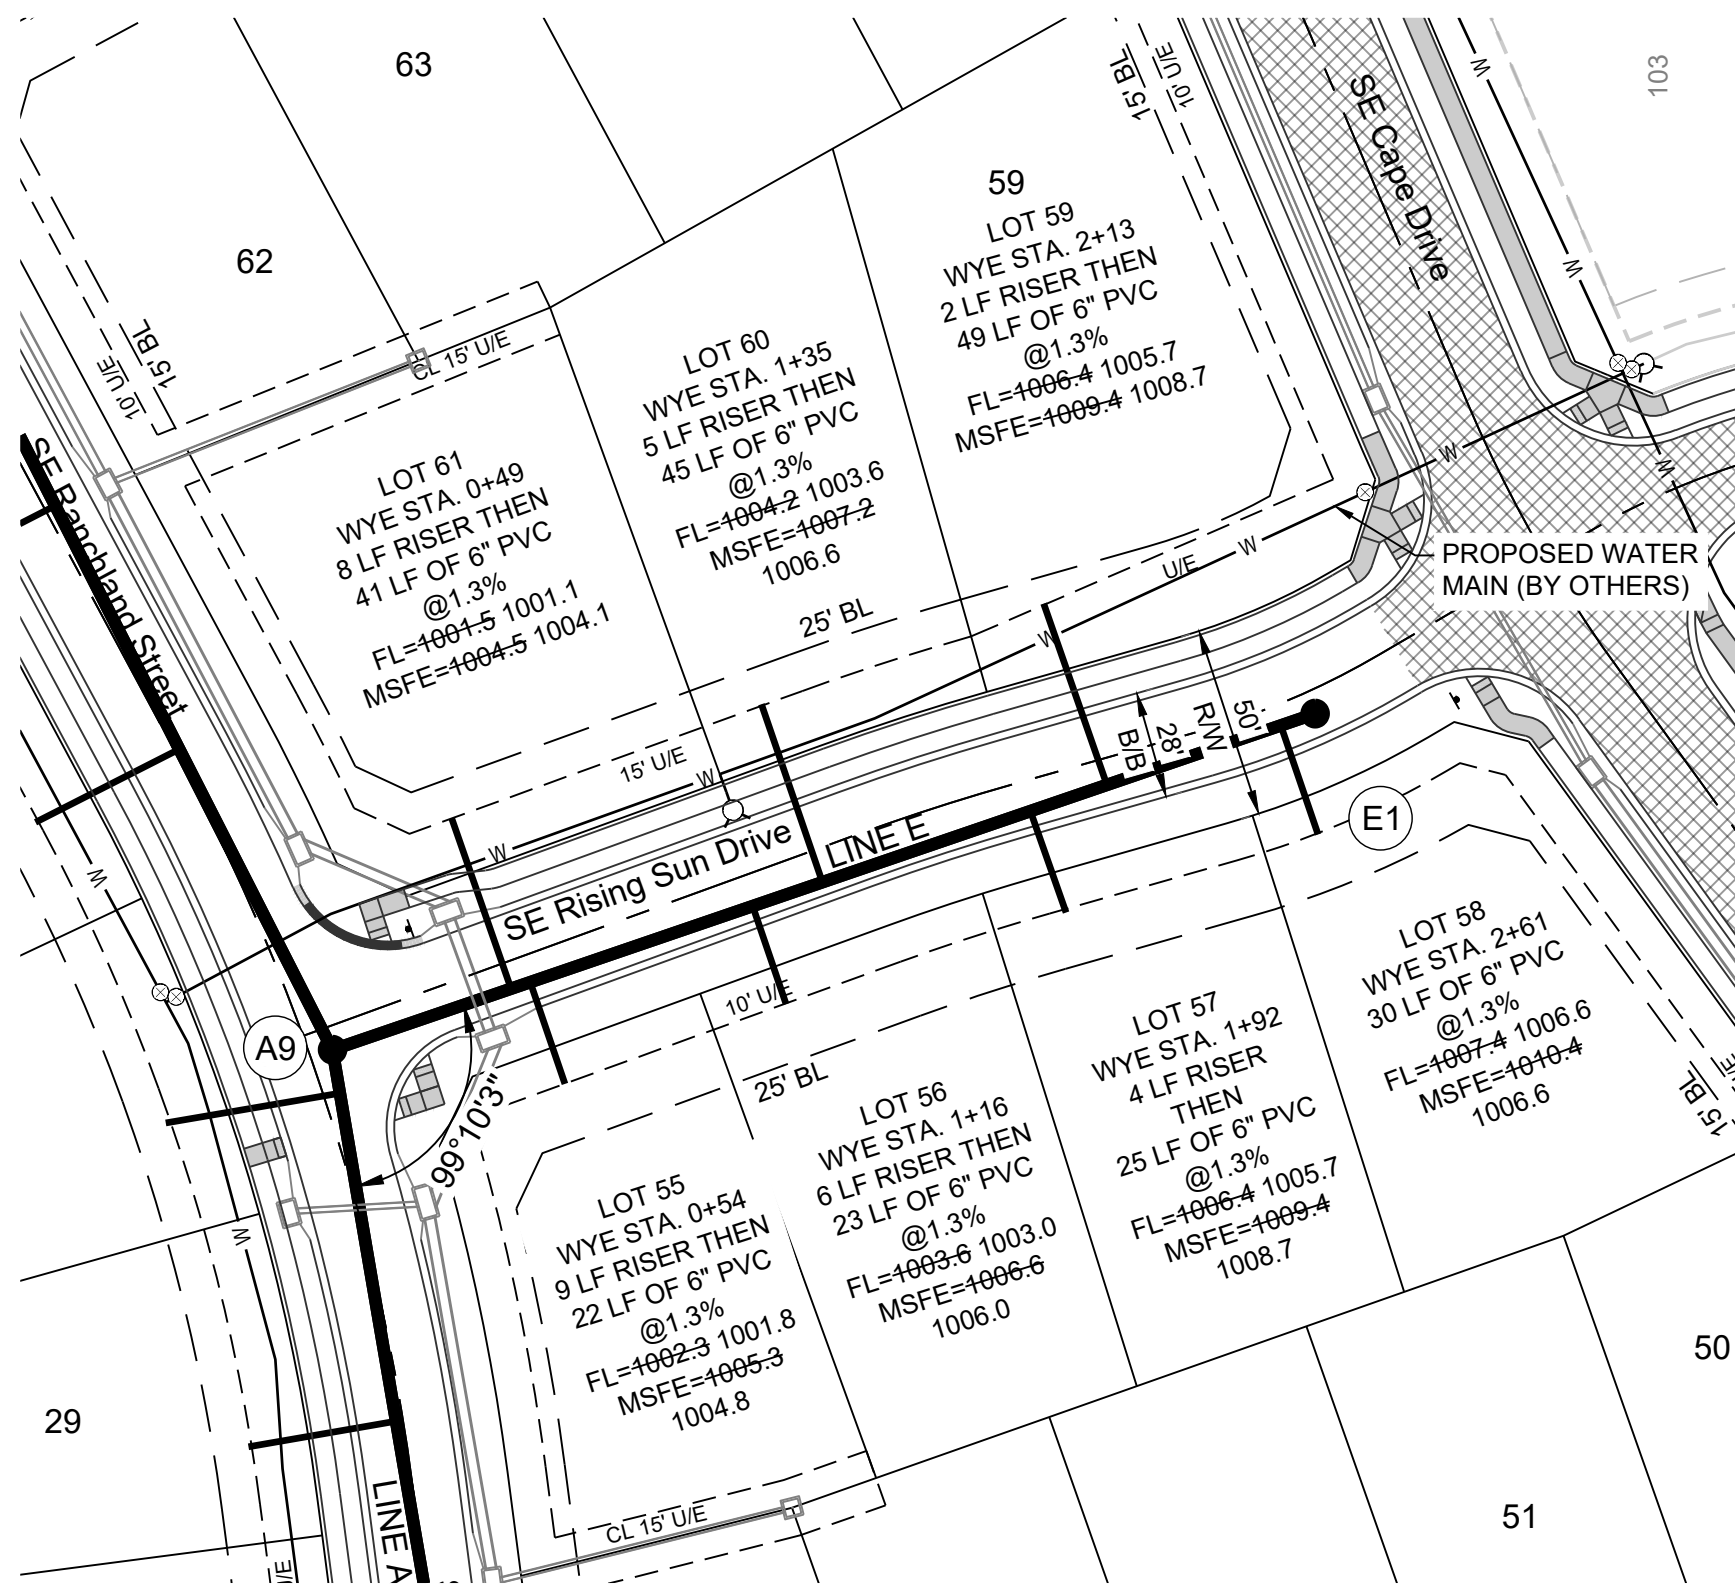 63
62
59
103
15' BL
10' U/E
SE Cape Drive
W
W
LOT 59
WYE STA. 2+13
2 LF RISER THEN
49 LF OF 6" PVC
@1.3%
FL=1006.4 1005.7
MSFE=1009.4 1008.7
LOT 60
WYE STA. 1+35
5 LF RISER THEN
45 LF OF 6" PVC
@1.3%
FL=1004.2 1003.6
MSFE=1007.2
1006.6
10' U/E
15' BL
CL 15' U/E
LOT 61
WYE STA. 0+49
8 LF RISER THEN
41 LF OF 6" PVC
@1.3%
FL=1001.5 1001.1
MSFE=1004.5 1004.1
SE Ranchland Street
W
W
W
U/E
W
PROPOSED WATER
MAIN (BY OTHERS)
25' BL
15' U/E
W
W
W
50'
R/W
28'
B/B
LINE E
SE Rising Sun Drive
E1
A9
99°10'3"
10' U/E
25' BL
LOT 58
WYE STA. 2+61
30 LF OF 6" PVC
@1.3%
FL=1007.4 1006.6
MSFE=1010.4
1006.6
LOT 57
WYE STA. 1+92
4 LF RISER
THEN
25 LF OF 6" PVC
@1.3%
FL=1006.4 1005.7
MSFE=1009.4
1008.7
LOT 56
WYE STA. 1+16
6 LF RISER THEN
23 LF OF 6" PVC
@1.3%
FL=1003.6 1003.0
MSFE=1006.6
1006.0
LOT 55
WYE STA. 0+54
9 LF RISER THEN
22 LF OF 6" PVC
@1.3%
FL=1002.3 1001.8
MSFE=1005.3
1004.8
15' BL
W
29
50
51
CL 15' U/E
LINE A